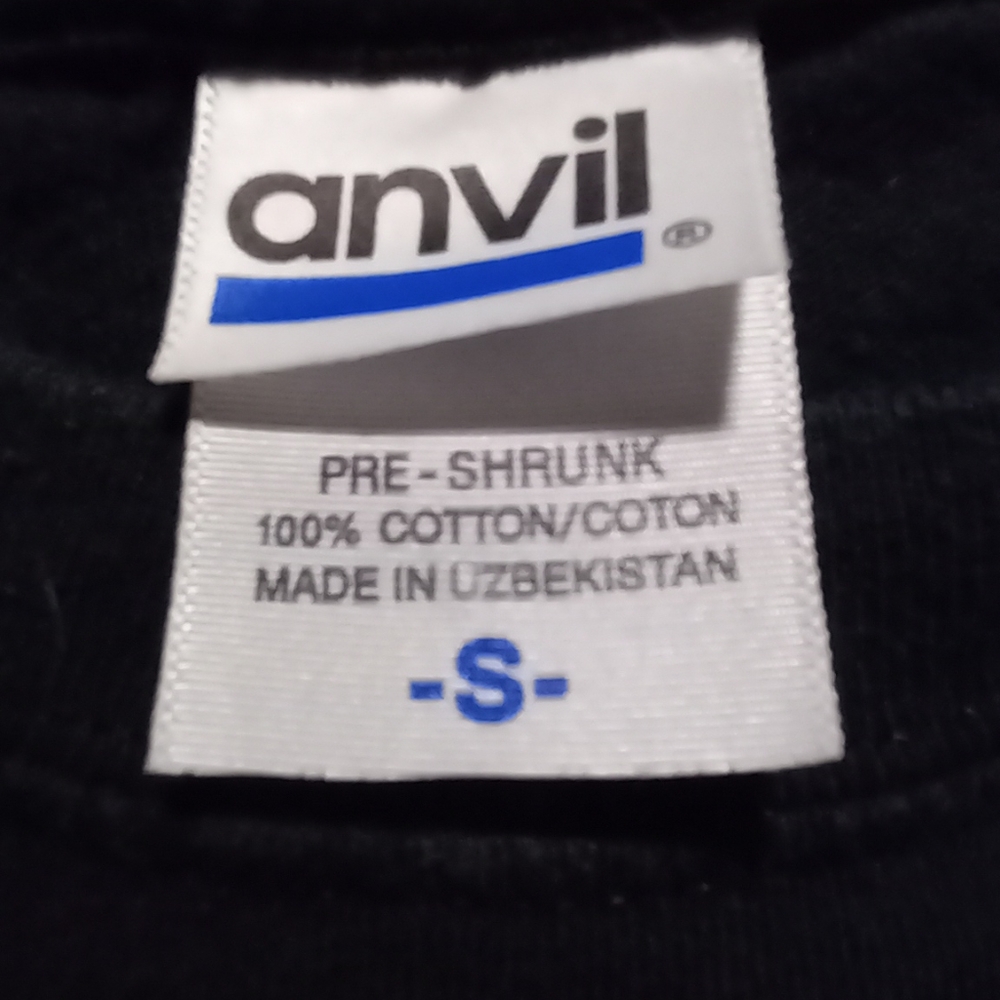 anvil®
PRE-SHRUNK
100% COTTON/COTON
MADE IN UZBEKISTAN
-S-